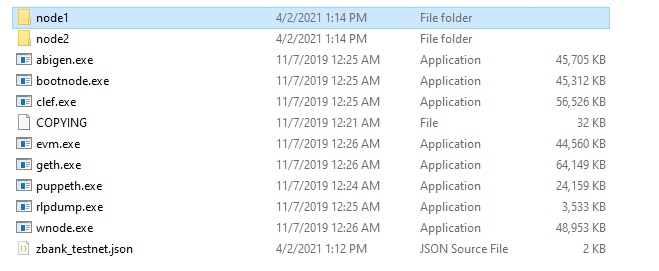 node1 4/2/2021 1:14 PM File folder
node2 4/2/2021 1:14 PM File folder
abigen.exe 11/7/2019 12:25 AM Application 45,705 KB
bootnode.exe 11/7/2019 12:25 AM Application 45,312 KB
clef.exe 11/7/2019 12:25 AM Application 56,526 KB
COPYING 11/7/2019 12:21 AM File 32 KB
evm.exe 11/7/2019 12:26 AM Application 44,560 KB
geth.exe 11/7/2019 12:26 AM Application 64,149 KB
puppeth.exe 11/7/2019 12:24 AM Application 24,159 KB
rlpdump.exe 11/7/2019 12:26 AM Application 3,533 KB
wnode.exe 11/7/2019 12:26 AM Application 48,953 KB
zbank_testnet.json 4/2/2021 1:12 PM JSON Source File 2 KB